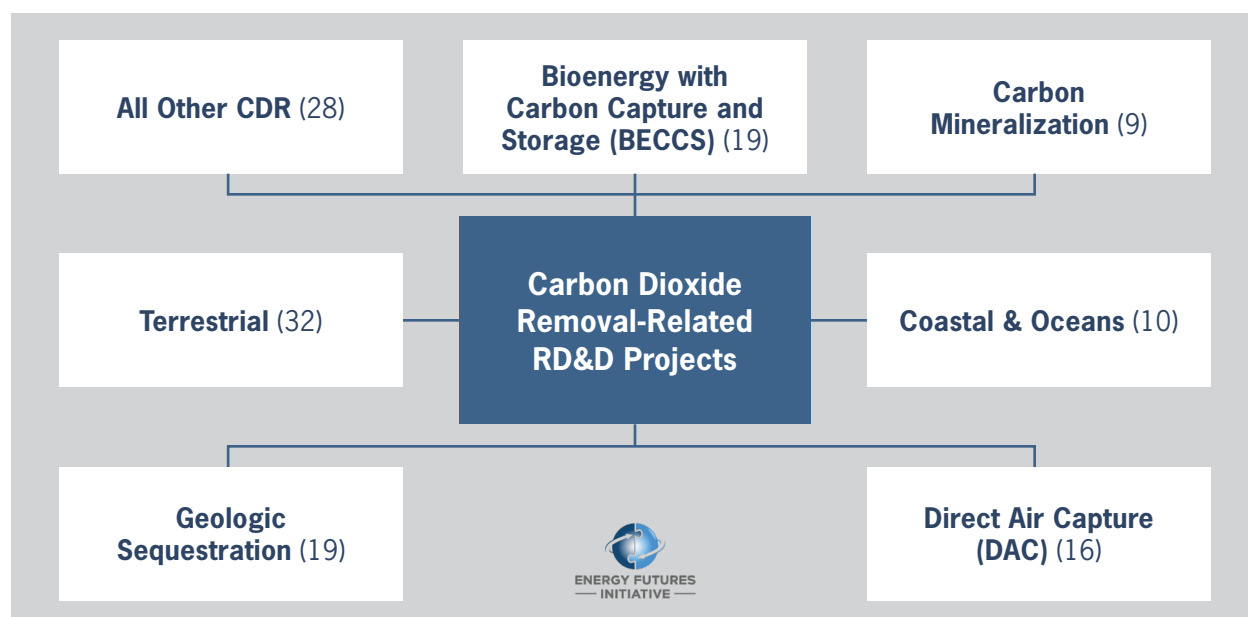 All Other CDR (28)
Bioenergy with
Carbon Capture and
Storage (BECCS) (19)
Carbon
Mineralization (9)
Terrestrial (32)
Carbon Dioxide
Removal-Related
RD&D Projects
Coastal & Oceans (10)
Geologic
Sequestration (19)
ENERGY FUTURES
INITIATIVE
Direct Air Capture
(DAC) (16)